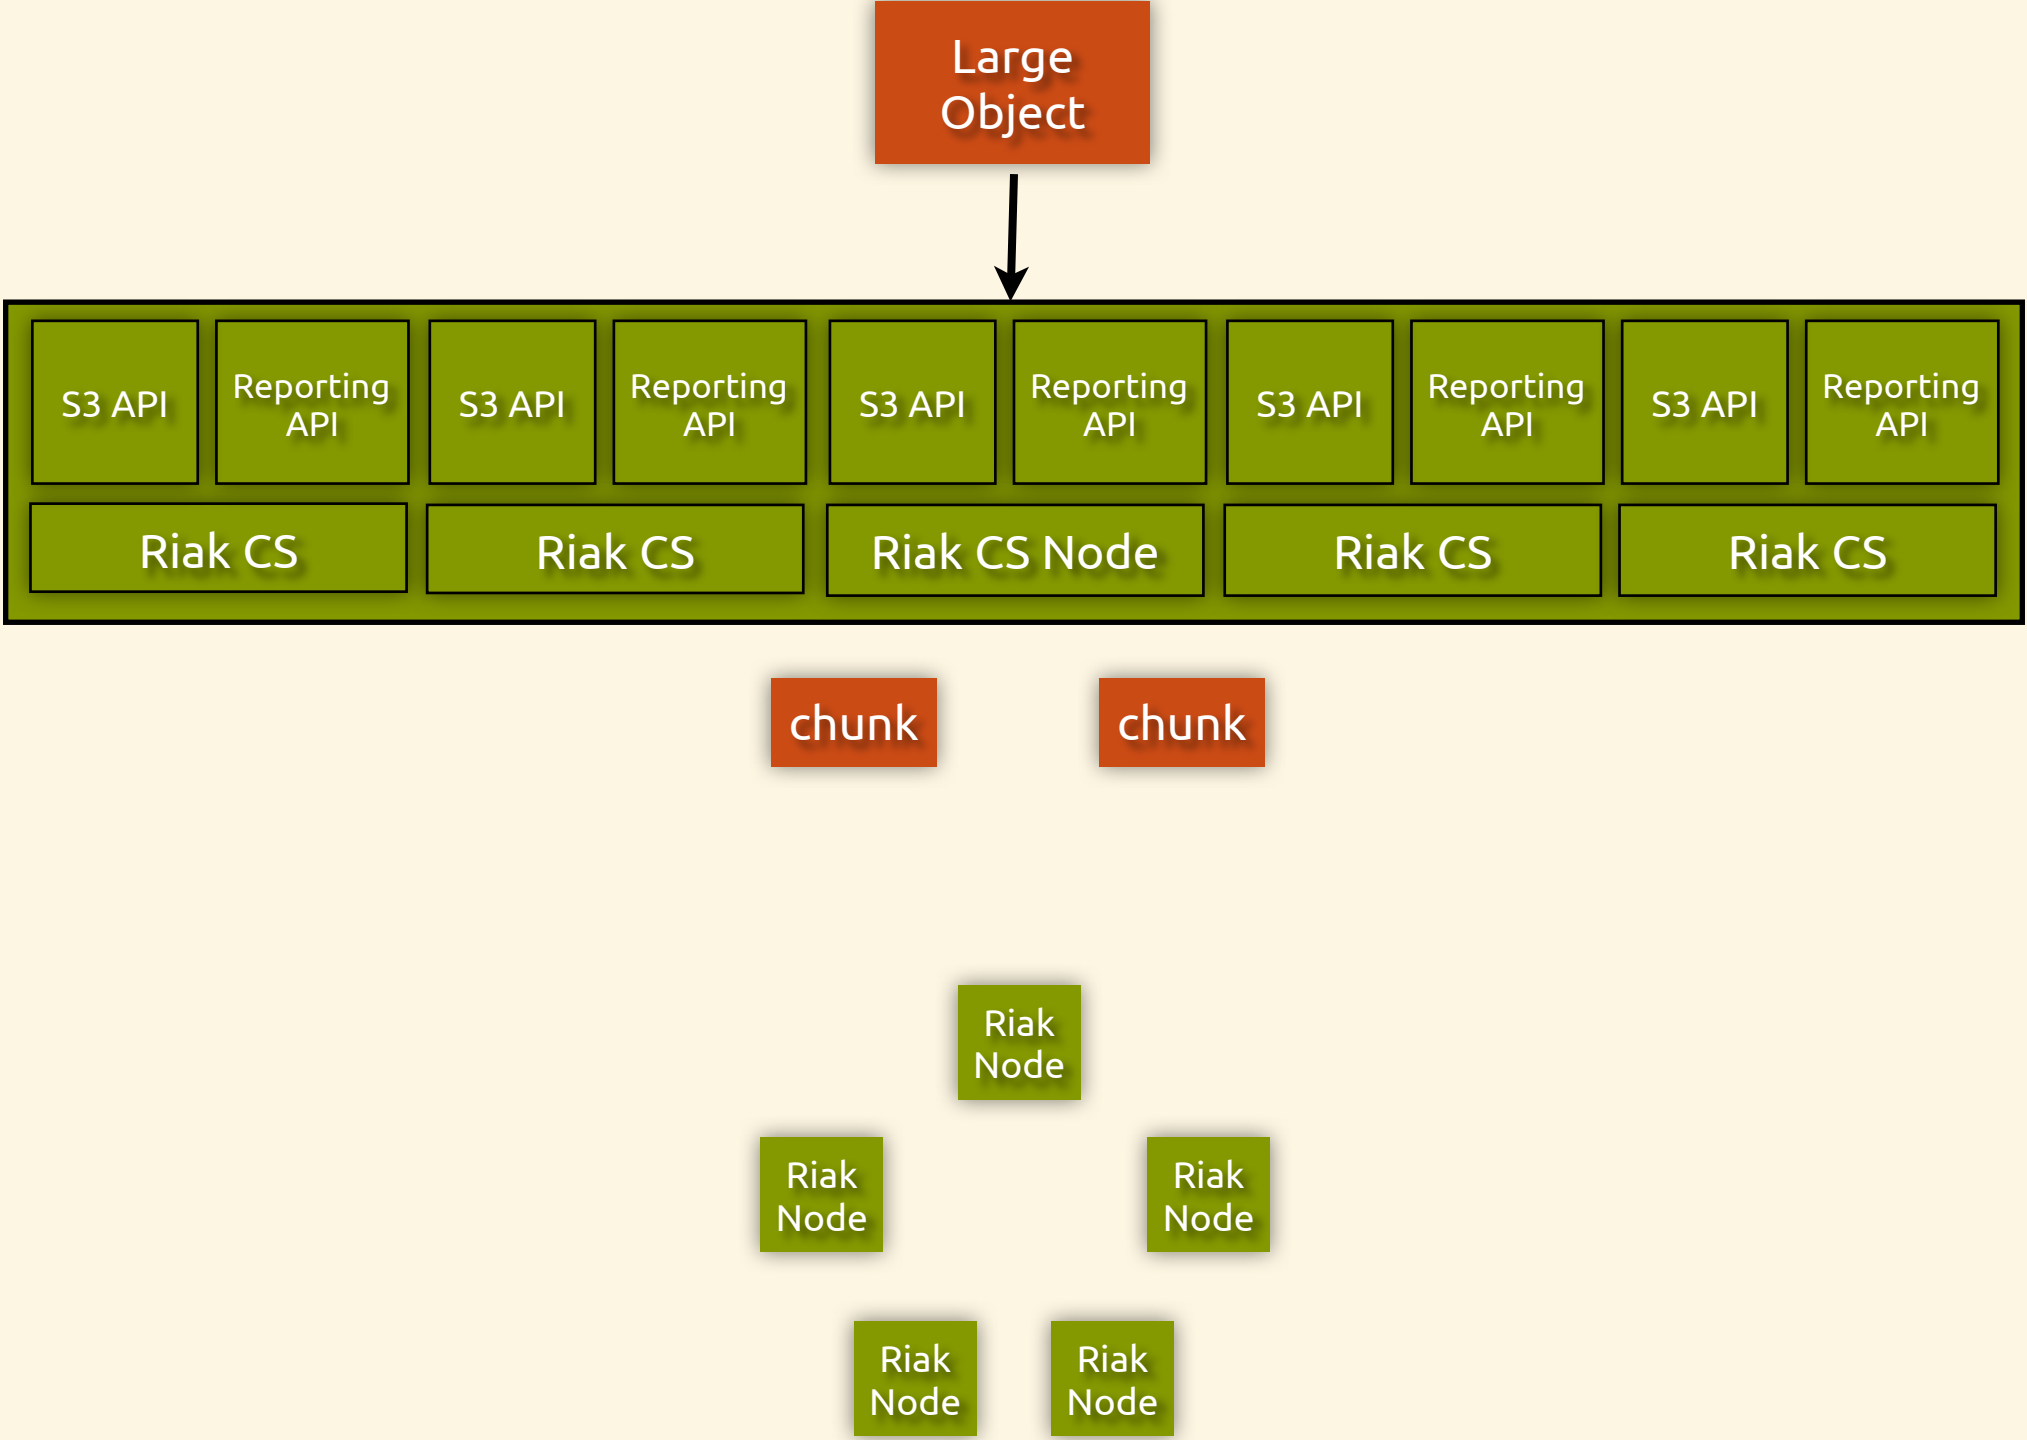 Large
Object
S3 API
Reporting
API
S3 API
Reporting
API
S3 API
Reporting
API
S3 API
Reporting
API
S3 API
Reporting
API
Riak CS
Riak CS
Riak CS Node
Riak CS
Riak CS
chunk
chunk
Riak
Node
Riak
Node
Riak
Node
Riak
Node
Riak
Node